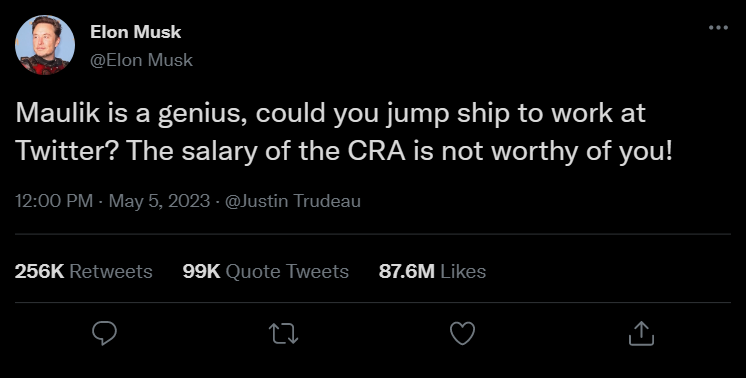 Elon Musk
@Elon Musk
Maulik is a genius, could you jump ship to work at
Twitter? The salary of the CRA is not worthy of you!
12:00 PM · May 5, 2023 · @Justin Trudeau
256K Retweets 99K Quote Tweets 87.6M Likes